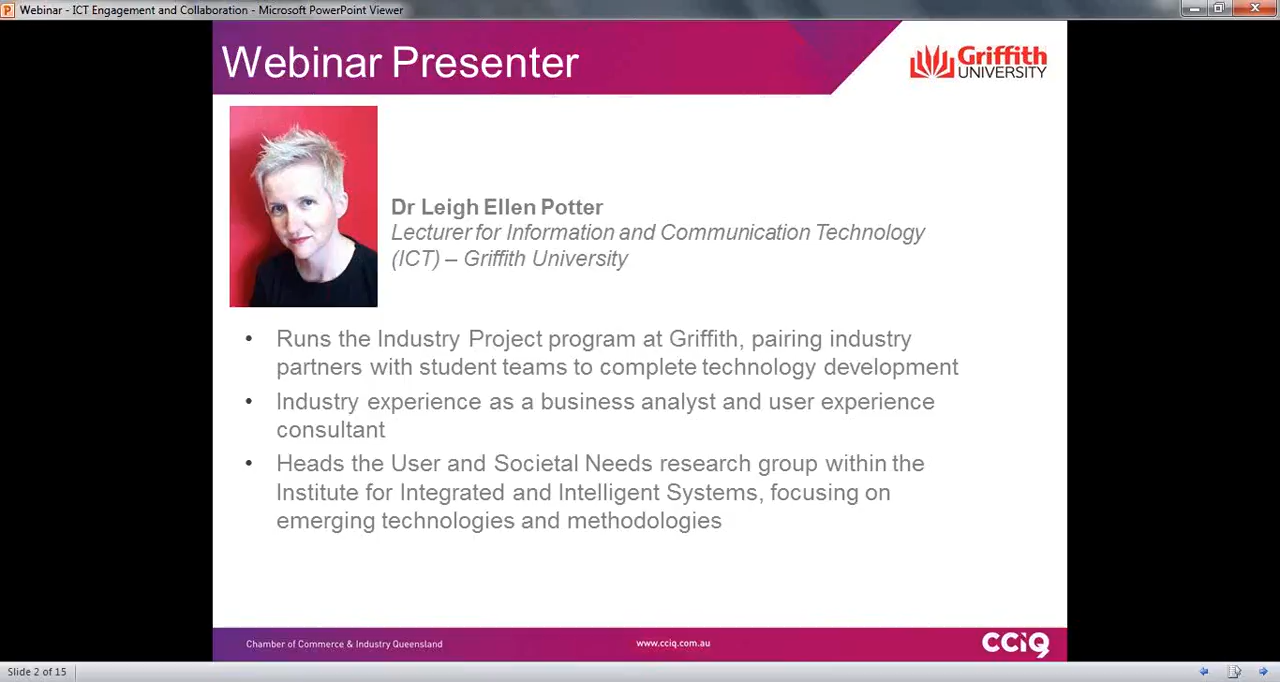 Webinar - ICT Engagement and Collaboration - Microsoft PowerPoint Viewer
Webinar Presenter
Griffith
UNIVERSITY
Dr Leigh Ellen Potter
Lecturer for Information and Communication Technology
(ICT) – Griffith University
• Runs the Industry Project program at Griffith, pairing industry
partners with student teams to complete technology development
• Industry experience as a business analyst and user experience
consultant
• Heads the User and Societal Needs research group within the
Institute for Integrated and Intelligent Systems, focusing on
emerging technologies and methodologies
Chamber of Commerce & Industry Queensland
www.cciq.com.au
CCIQ
Slide 2 of 15